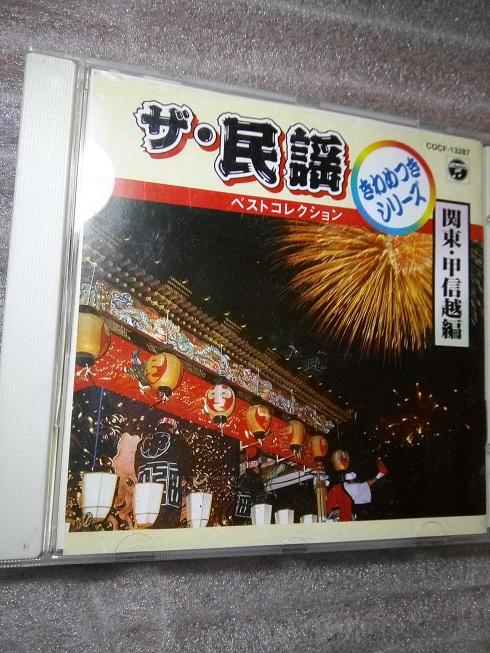 COCF-13287
ザ・民謡
ベストコレクション
きわめつき
シリーズ
関東・甲信越編